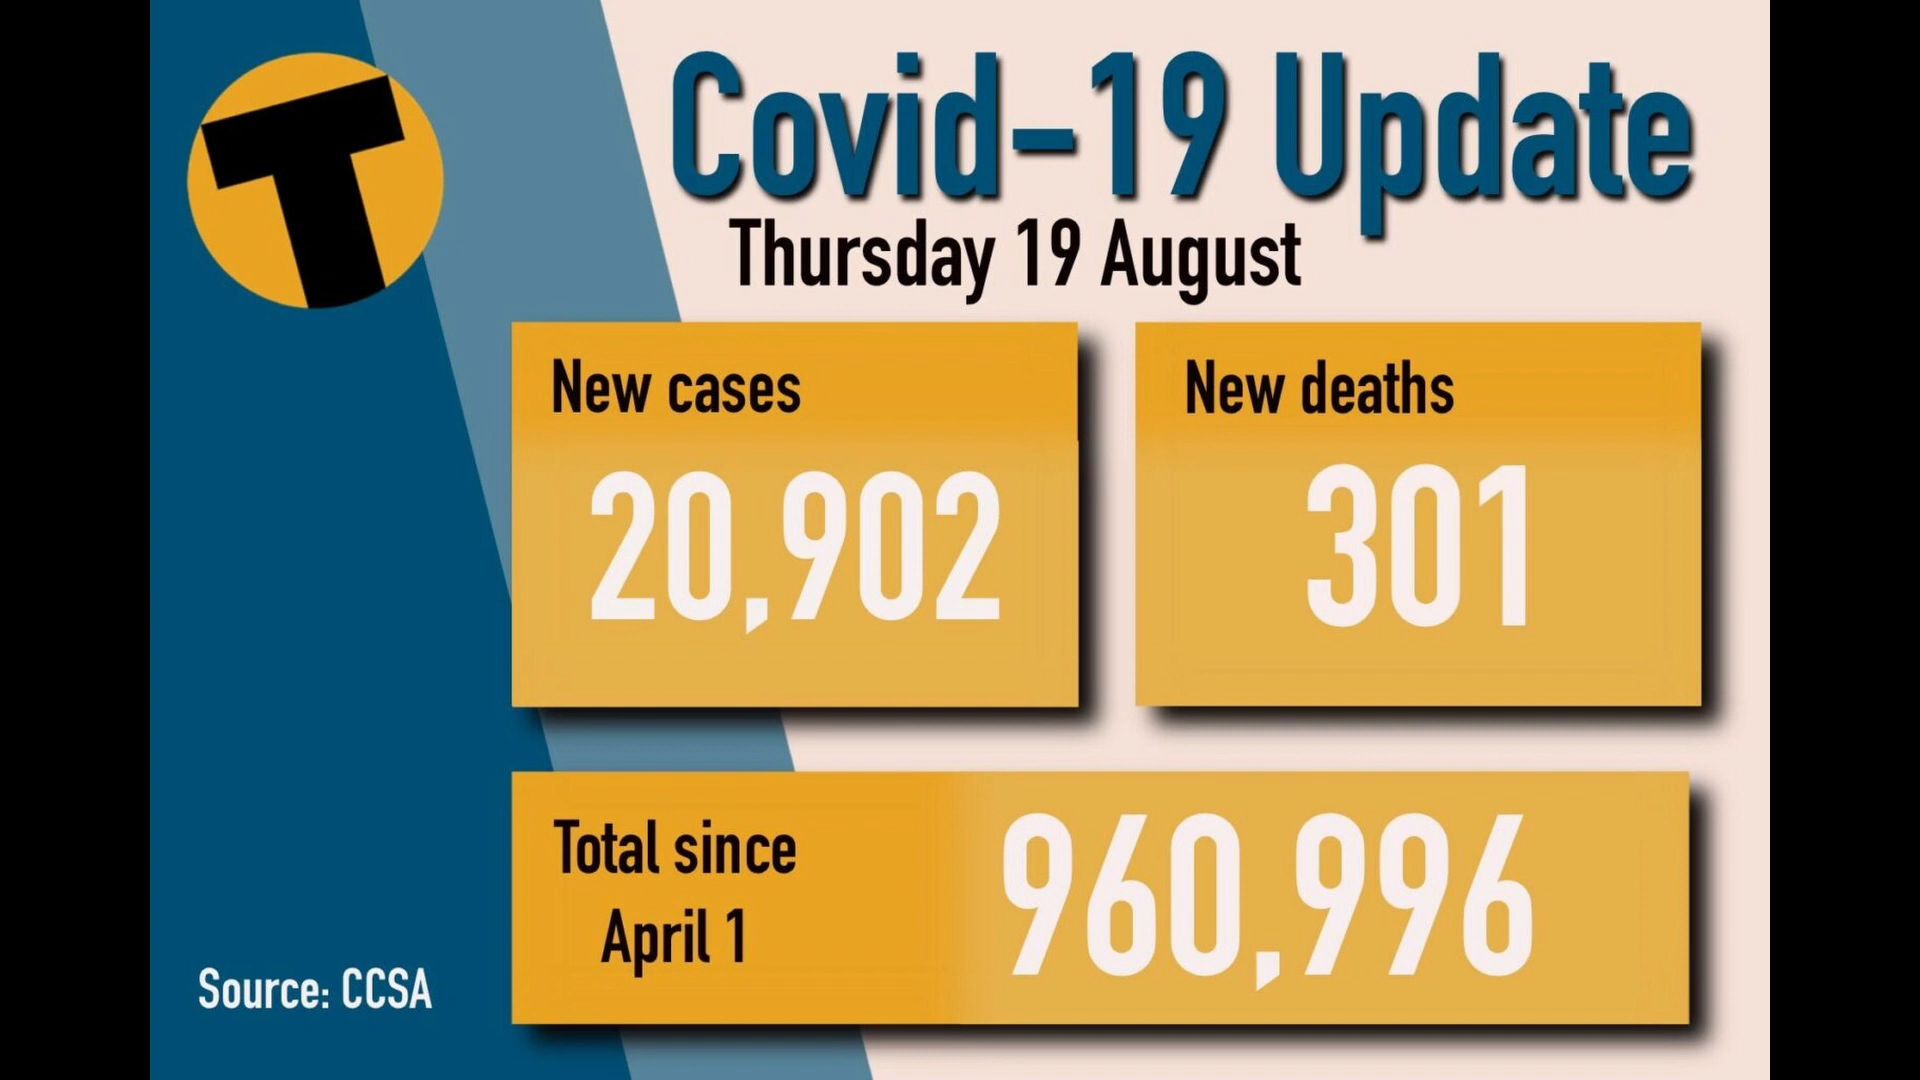 T
Covid-19 Update
Thursday 19 August
New cases
20,902
New deaths
301
Total since
April 1
960,996
Source: CCSA